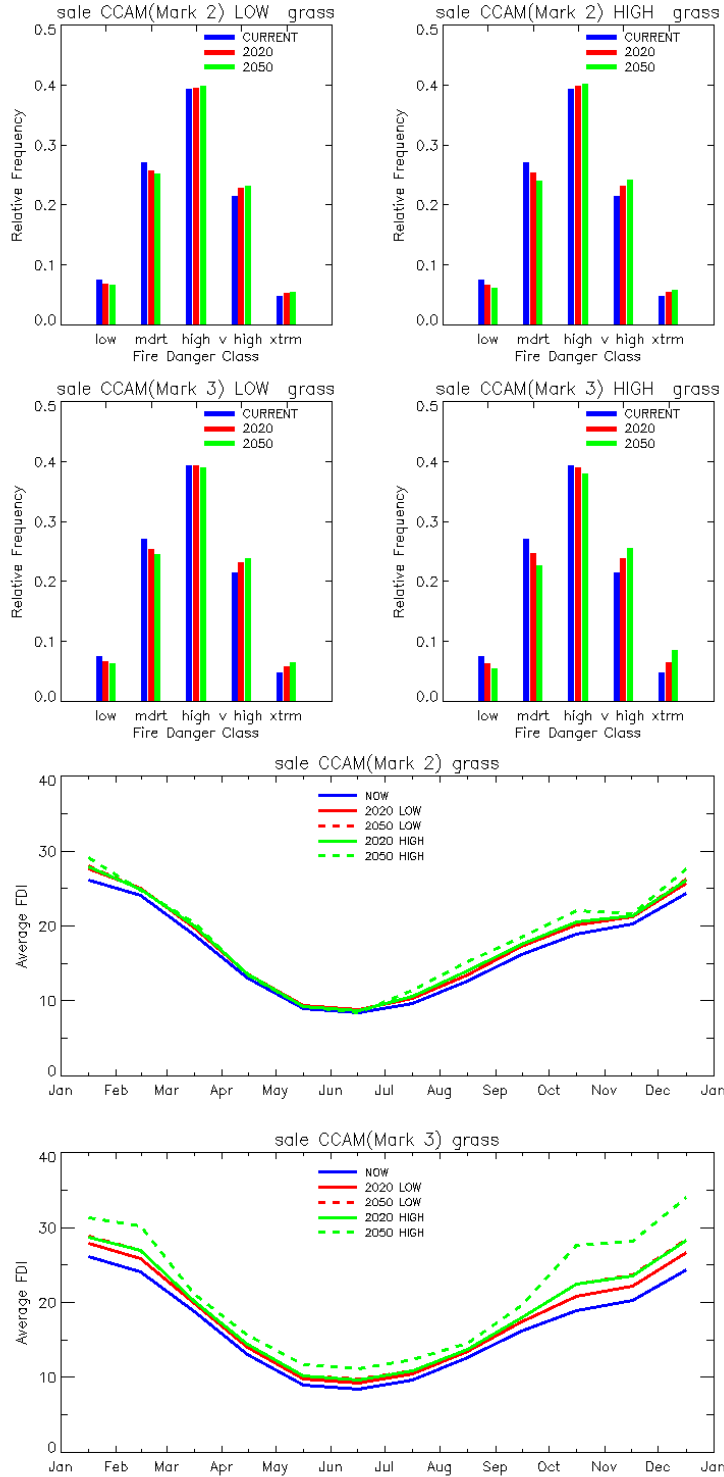 sale CCAM(Mark 2) LOW grass
0.5
0.4
0.3
0.2
0.1
0.0
Relative Frequency
CURRENT
2020
2050
low mdrt high v high xtrm
Fire Danger Class
sale CCAM(Mark 2) HIGH grass
0.5
0.4
0.3
0.2
0.1
0.0
Relative Frequency
CURRENT
2020
2050
low mdrt high v high xtrm
Fire Danger Class
sale CCAM(Mark 3) LOW grass
0.5
0.4
0.3
0.2
0.1
0.0
Relative Frequency
CURRENT
2020
2050
low mdrt high v high xtrm
Fire Danger Class
sale CCAM(Mark 3) HIGH grass
0.5
0.4
0.3
0.2
0.1
0.0
Relative Frequency
CURRENT
2020
2050
low mdrt high v high xtrm
Fire Danger Class
sale CCAM(Mark 2) grass
40
30
20
10
0
Average FDI
NOW
2020 LOW
2050 LOW
2020 HIGH
2050 HIGH
Jan Feb Mar Apr May Jun Jul Aug Sep Oct Nov Dec Jan
sale CCAM(Mark 3) grass
40
30
20
10
0
Average FDI
NOW
2020 LOW
2050 LOW
2020 HIGH
2050 HIGH
Jan Feb Mar Apr May Jun Jul Aug Sep Oct Nov Dec Jan